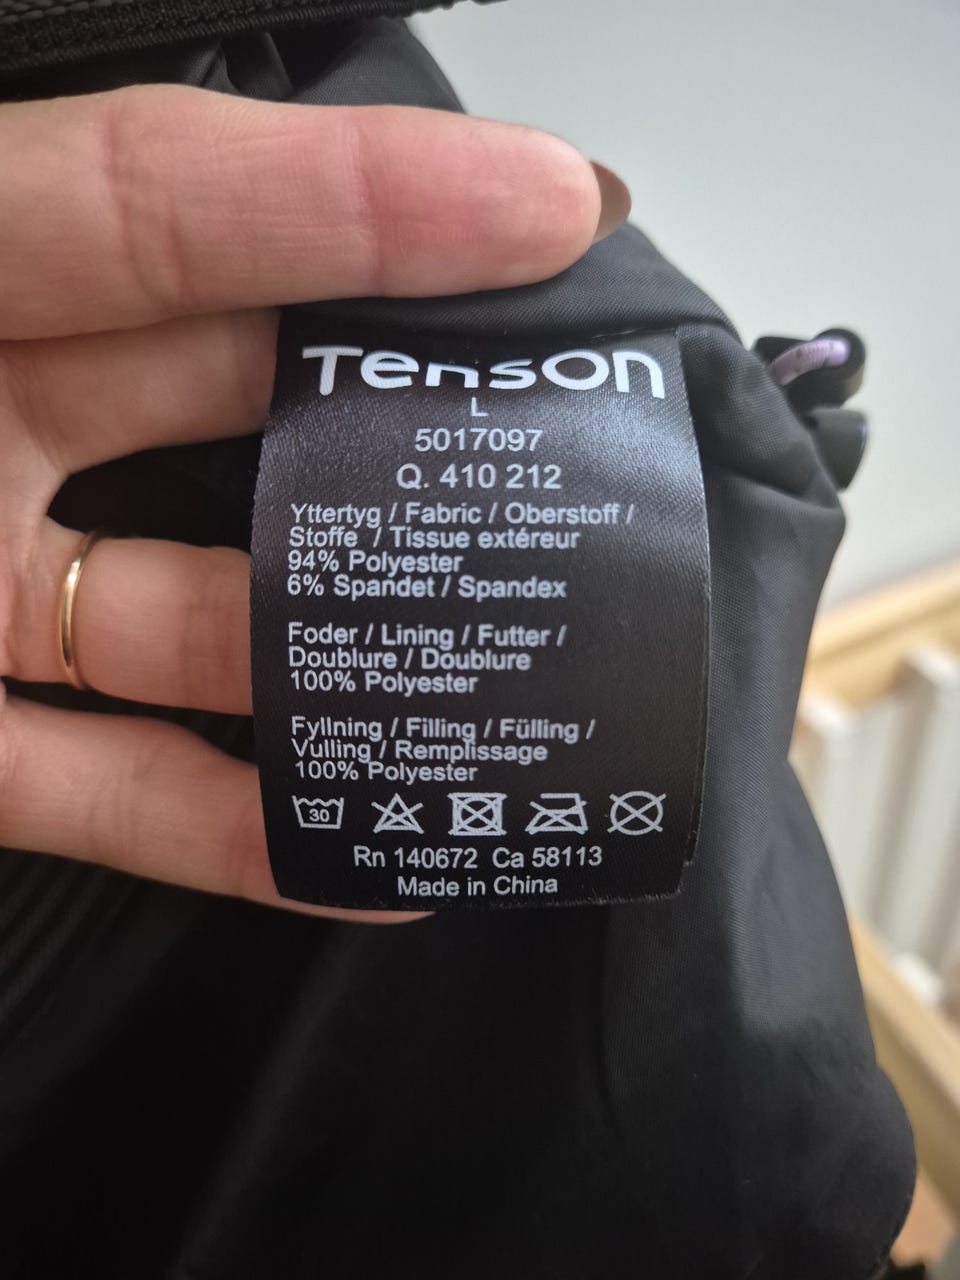 Tenson
L
5017097
Q. 410 212
Yttertyg / Fabric / Oberstoff /
Stoffe / Tissue extéreur
94% Polyester
6% Spandet / Spandex
Foder / Lining / Futter /
Doublure / Doublure
100% Polyester
Fyllning / Filling / Fülling /
Vulling / Remplissage
100% Polyester
30
Rn 140672 Ca 58113
Made in China